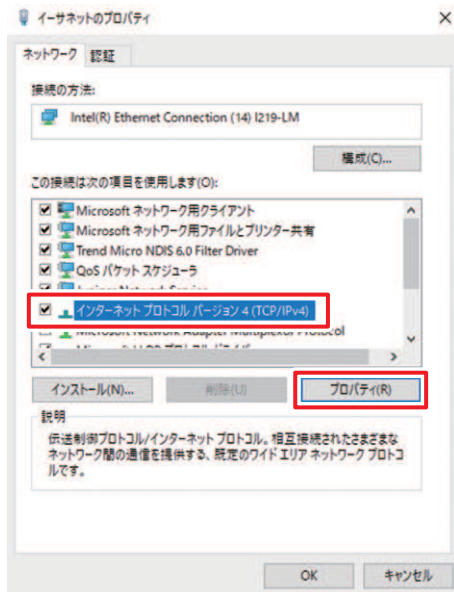 イーサネットのプロパティ
ネットワーク 認証
接続の方法:
Intel(R) Ethernet Connection (14) I219-LM
構成(C)...
この接続は次の項目を使用します(O):
Microsoft ネットワーク用クライアント
Microsoft ネットワーク用ファイルとプリンター共有
Trend Micro NDIS 6.0 Filter Driver
QoS パケット スケジューラ
Juniper Network Service
インターネット プロトコル バージョン 4 (TCP/IPv4)
Microsoft Network Adapter Multiplexor Protocol
インストール(N)... 削除(U) プロパティ(R)
説明
伝送制御プロトコル/インターネット プロトコル。相互接続されたさまざまな
ネットワーク間の通信を提供する、既定のワイド エリア ネットワーク プロトコ
ルです。
OK キャンセル